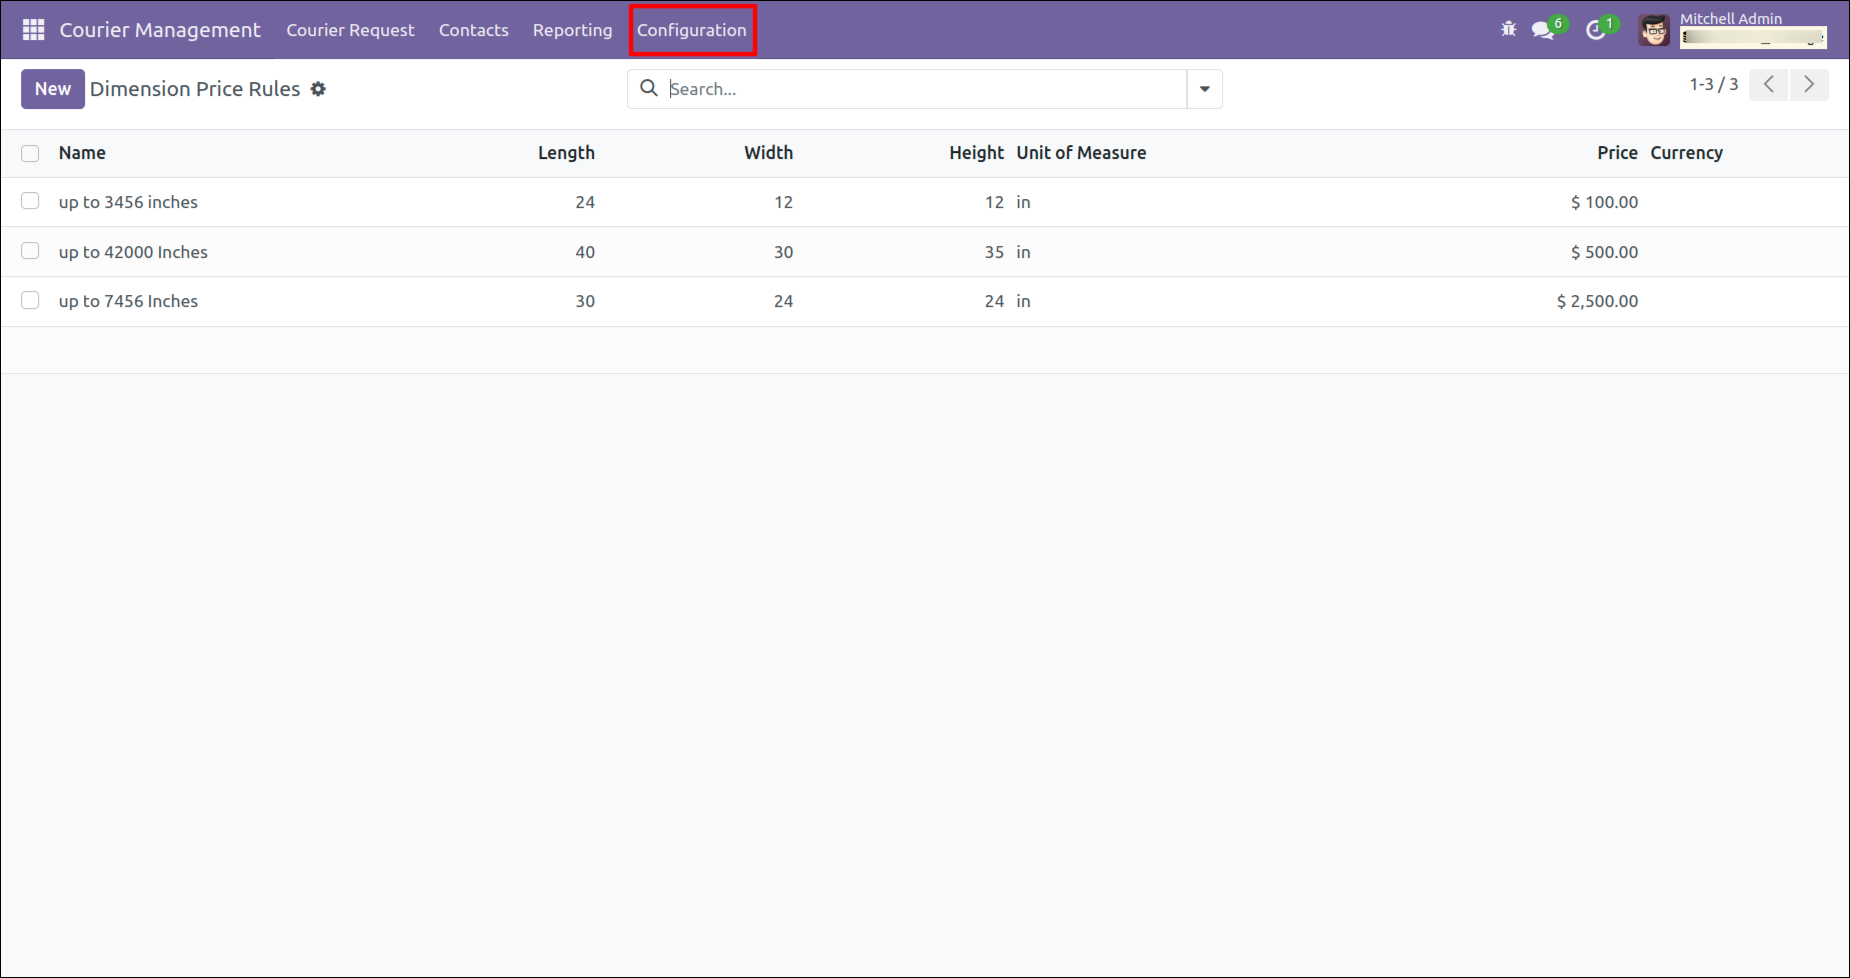 Courier Management Courier Request Contacts Reporting Configuration 6 1 Mitchell Admin
New Dimension Price Rules Search... 1-3 / 3
Name Length Width Height Unit of Measure Price Currency
up to 3456 inches 24 12 12 in $ 100.00
up to 42000 Inches 40 30 35 in $ 500.00
up to 7456 Inches 30 24 24 in $ 2,500.00